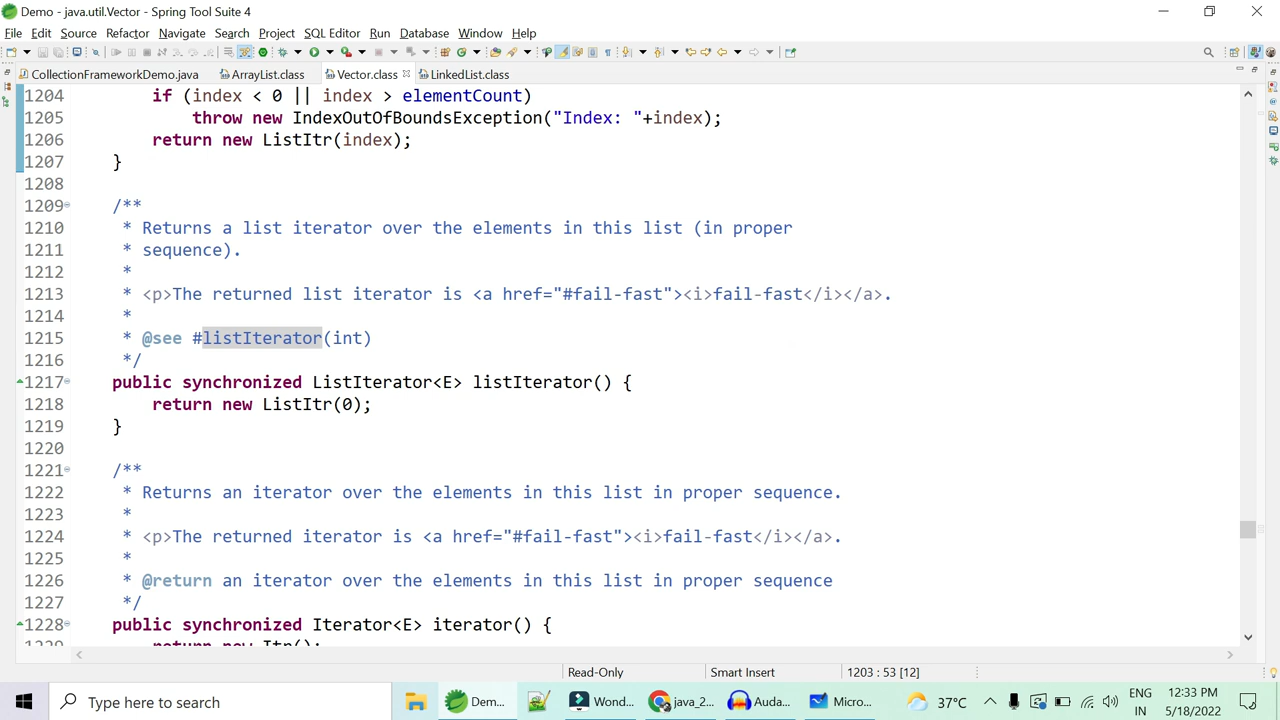 Demo - java.util.Vector - Spring Tool Suite 4
File Edit Source Refactor Navigate Search Project SQL Editor Run Database Window Help
CollectionFrameworkDemo.java ArrayList.class Vector.class LinkedList.class
1204 if (index < 0 || index > elementCount)
1205 throw new IndexOutOfBoundsException("Index: "+index);
1206 return new ListItr(index);
1207 }
1208
1209 /**
1210 * Returns a list iterator over the elements in this list (in proper
1211 * sequence).
1212 *
1213 * <p>The returned list iterator is <a href="#fail-fast"><i>fail-fast</i></a>.
1214 *
1215 * @see #listIterator(int)
1216 */
1217 public synchronized ListIterator<E> listIterator() {
1218 return new ListItr(0);
1219 }
1220
1221 /**
1222 * Returns an iterator over the elements in this list in proper sequence.
1223 *
1224 * <p>The returned iterator is <a href="#fail-fast"><i>fail-fast</i></a>.
1225 *
1226 * @return an iterator over the elements in this list in proper sequence
1227 */
1228 public synchronized Iterator<E> iterator() {
1229 return new Itr();
Read-Only Smart Insert 1203 : 53 [12]
Type here to search Dem... Wond... java_2... Auda... Micro... 37°C ENG IN 12:33 PM 5/18/2022